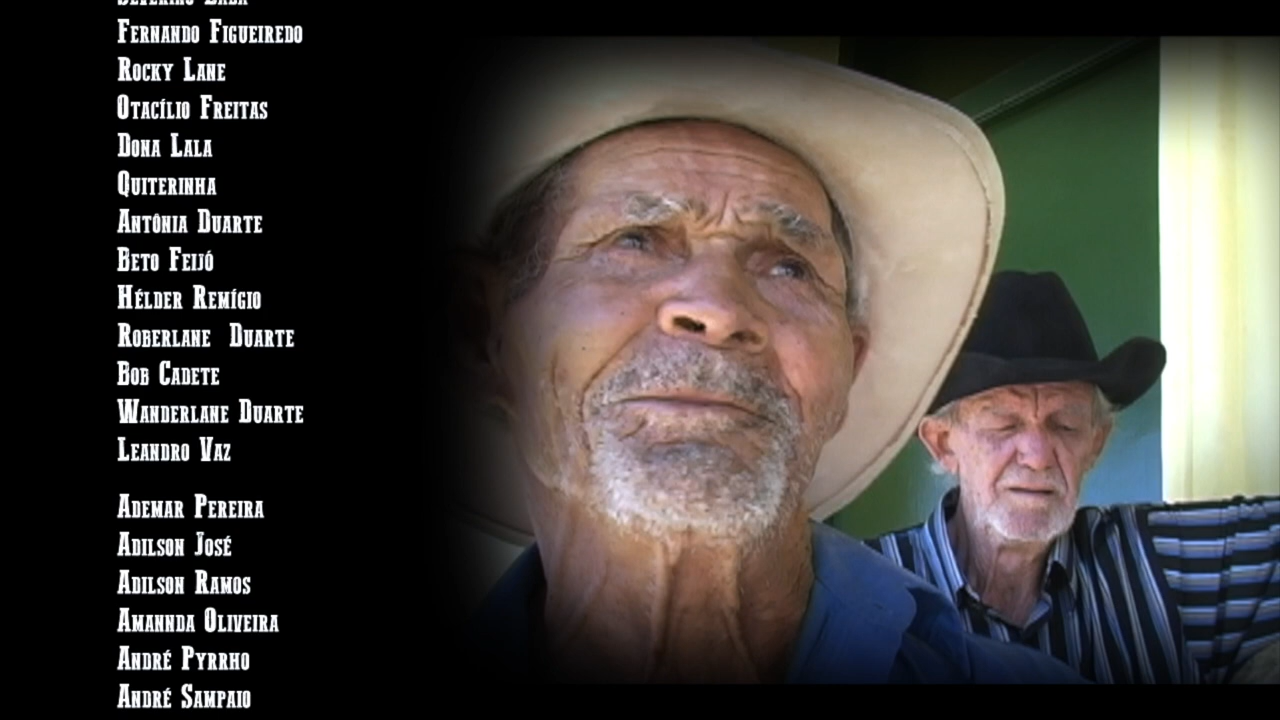 Fernando Figueiredo
Rocky Lane
Otacílio Freitas
Dona Lala
Quiterinha
Antônia Duarte
Beto Feijó
Hélder Remígio
Roberlane Duarte
Bob Cadete
Wanderlane Duarte
Leandro Vaz
Ademar Pereira
Adilson José
Adilson Ramos
Amannda Oliveira
André Pyrrho
André Sampaio